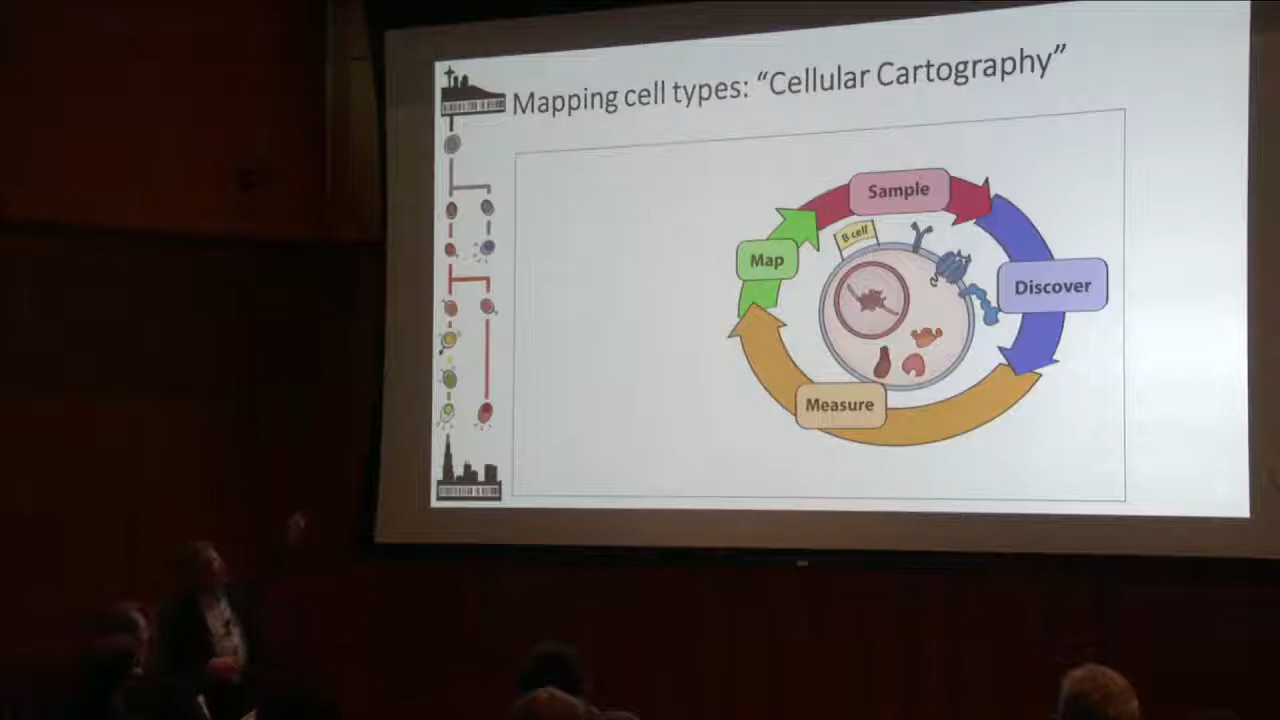 Mapping cell types: “Cellular Cartography”
Sample
B cell
Map
Discover
Measure